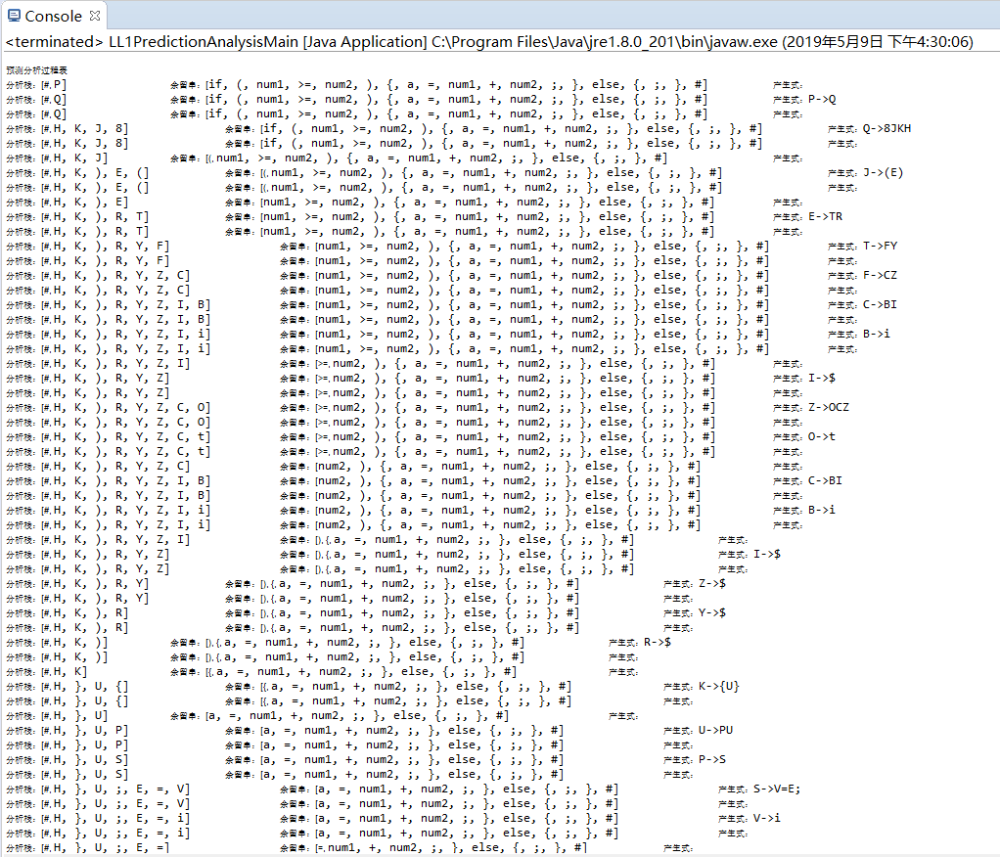 Console
<terminated> LL1PredictionAnalysisMain [Java Application] C:\Program Files\Java\jre1.8.0_201\bin\javaw.exe (2019年5月9日 下午4:30:06)
预测分析过程表
分析栈: [#, P] 余留串: [if, (, num1, >=, num2, ), {, a, =, num1, +, num2, ;, }, else, {, ;, }, #] 产生式:
分析栈: [#, Q] 余留串: [if, (, num1, >=, num2, ), {, a, =, num1, +, num2, ;, }, else, {, ;, }, #] 产生式: P->Q
分析栈: [#, Q] 余留串: [if, (, num1, >=, num2, ), {, a, =, num1, +, num2, ;, }, else, {, ;, }, #] 产生式:
分析栈: [#, H, K, J, 8] 余留串: [if, (, num1, >=, num2, ), {, a, =, num1, +, num2, ;, }, else, {, ;, }, #] 产生式: Q->8JKH
分析栈: [#, H, K, J, 8] 余留串: [if, (, num1, >=, num2, ), {, a, =, num1, +, num2, ;, }, else, {, ;, }, #] 产生式:
分析栈: [#, H, K, J] 余留串: [(, num1, >=, num2, ), {, a, =, num1, +, num2, ;, }, else, {, ;, }, #] 产生式:
分析栈: [#, H, K, ), E, (] 余留串: [(, num1, >=, num2, ), {, a, =, num1, +, num2, ;, }, else, {, ;, }, #] 产生式: J->(E)
分析栈: [#, H, K, ), E, (] 余留串: [(, num1, >=, num2, ), {, a, =, num1, +, num2, ;, }, else, {, ;, }, #] 产生式:
分析栈: [#, H, K, ), E] 余留串: [num1, >=, num2, ), {, a, =, num1, +, num2, ;, }, else, {, ;, }, #] 产生式:
分析栈: [#, H, K, ), R, T] 余留串: [num1, >=, num2, ), {, a, =, num1, +, num2, ;, }, else, {, ;, }, #] 产生式: E->TR
分析栈: [#, H, K, ), R, T] 余留串: [num1, >=, num2, ), {, a, =, num1, +, num2, ;, }, else, {, ;, }, #] 产生式:
分析栈: [#, H, K, ), R, Y, F] 余留串: [num1, >=, num2, ), {, a, =, num1, +, num2, ;, }, else, {, ;, }, #] 产生式: T->FY
分析栈: [#, H, K, ), R, Y, F] 余留串: [num1, >=, num2, ), {, a, =, num1, +, num2, ;, }, else, {, ;, }, #] 产生式:
分析栈: [#, H, K, ), R, Y, Z, C] 余留串: [num1, >=, num2, ), {, a, =, num1, +, num2, ;, }, else, {, ;, }, #] 产生式: F->CZ
分析栈: [#, H, K, ), R, Y, Z, C] 余留串: [num1, >=, num2, ), {, a, =, num1, +, num2, ;, }, else, {, ;, }, #] 产生式:
分析栈: [#, H, K, ), R, Y, Z, I, B] 余留串: [num1, >=, num2, ), {, a, =, num1, +, num2, ;, }, else, {, ;, }, #] 产生式: C->BI
分析栈: [#, H, K, ), R, Y, Z, I, B] 余留串: [num1, >=, num2, ), {, a, =, num1, +, num2, ;, }, else, {, ;, }, #] 产生式:
分析栈: [#, H, K, ), R, Y, Z, I, i] 余留串: [num1, >=, num2, ), {, a, =, num1, +, num2, ;, }, else, {, ;, }, #] 产生式: B->i
分析栈: [#, H, K, ), R, Y, Z, I, i] 余留串: [num1, >=, num2, ), {, a, =, num1, +, num2, ;, }, else, {, ;, }, #] 产生式:
分析栈: [#, H, K, ), R, Y, Z, I] 余留串: [>=, num2, ), {, a, =, num1, +, num2, ;, }, else, {, ;, }, #] 产生式:
分析栈: [#, H, K, ), R, Y, Z] 余留串: [>=, num2, ), {, a, =, num1, +, num2, ;, }, else, {, ;, }, #] 产生式: I->$
分析栈: [#, H, K, ), R, Y, Z] 余留串: [>=, num2, ), {, a, =, num1, +, num2, ;, }, else, {, ;, }, #] 产生式:
分析栈: [#, H, K, ), R, Y, Z, C, O] 余留串: [>=, num2, ), {, a, =, num1, +, num2, ;, }, else, {, ;, }, #] 产生式: Z->OCZ
分析栈: [#, H, K, ), R, Y, Z, C, O] 余留串: [>=, num2, ), {, a, =, num1, +, num2, ;, }, else, {, ;, }, #] 产生式:
分析栈: [#, H, K, ), R, Y, Z, C, t] 余留串: [>=, num2, ), {, a, =, num1, +, num2, ;, }, else, {, ;, }, #] 产生式: O->t
分析栈: [#, H, K, ), R, Y, Z, C, t] 余留串: [>=, num2, ), {, a, =, num1, +, num2, ;, }, else, {, ;, }, #] 产生式:
分析栈: [#, H, K, ), R, Y, Z, C] 余留串: [num2, ), {, a, =, num1, +, num2, ;, }, else, {, ;, }, #] 产生式:
分析栈: [#, H, K, ), R, Y, Z, I, B] 余留串: [num2, ), {, a, =, num1, +, num2, ;, }, else, {, ;, }, #] 产生式: C->BI
分析栈: [#, H, K, ), R, Y, Z, I, B] 余留串: [num2, ), {, a, =, num1, +, num2, ;, }, else, {, ;, }, #] 产生式:
分析栈: [#, H, K, ), R, Y, Z, I, i] 余留串: [num2, ), {, a, =, num1, +, num2, ;, }, else, {, ;, }, #] 产生式: B->i
分析栈: [#, H, K, ), R, Y, Z, I, i] 余留串: [num2, ), {, a, =, num1, +, num2, ;, }, else, {, ;, }, #] 产生式:
分析栈: [#, H, K, ), R, Y, Z, I] 余留串: [), {, a, =, num1, +, num2, ;, }, else, {, ;, }, #] 产生式:
分析栈: [#, H, K, ), R, Y, Z] 余留串: [), {, a, =, num1, +, num2, ;, }, else, {, ;, }, #] 产生式: I->$
分析栈: [#, H, K, ), R, Y, Z] 余留串: [), {, a, =, num1, +, num2, ;, }, else, {, ;, }, #] 产生式:
分析栈: [#, H, K, ), R, Y] 余留串: [), {, a, =, num1, +, num2, ;, }, else, {, ;, }, #] 产生式: Z->$
分析栈: [#, H, K, ), R, Y] 余留串: [), {, a, =, num1, +, num2, ;, }, else, {, ;, }, #] 产生式:
分析栈: [#, H, K, ), R] 余留串: [), {, a, =, num1, +, num2, ;, }, else, {, ;, }, #] 产生式: Y->$
分析栈: [#, H, K, ), R] 余留串: [), {, a, =, num1, +, num2, ;, }, else, {, ;, }, #] 产生式:
分析栈: [#, H, K, )] 余留串: [), {, a, =, num1, +, num2, ;, }, else, {, ;, }, #] 产生式: R->$
分析栈: [#, H, K, )] 余留串: [), {, a, =, num1, +, num2, ;, }, else, {, ;, }, #] 产生式:
分析栈: [#, H, K] 余留串: [{, a, =, num1, +, num2, ;, }, else, {, ;, }, #] 产生式:
分析栈: [#, H, }, U, {] 余留串: [{, a, =, num1, +, num2, ;, }, else, {, ;, }, #] 产生式: K->{U}
分析栈: [#, H, }, U, {] 余留串: [{, a, =, num1, +, num2, ;, }, else, {, ;, }, #] 产生式:
分析栈: [#, H, }, U] 余留串: [a, =, num1, +, num2, ;, }, else, {, ;, }, #] 产生式:
分析栈: [#, H, }, U, P] 余留串: [a, =, num1, +, num2, ;, }, else, {, ;, }, #] 产生式: U->PU
分析栈: [#, H, }, U, P] 余留串: [a, =, num1, +, num2, ;, }, else, {, ;, }, #] 产生式:
分析栈: [#, H, }, U, S] 余留串: [a, =, num1, +, num2, ;, }, else, {, ;, }, #] 产生式: P->S
分析栈: [#, H, }, U, S] 余留串: [a, =, num1, +, num2, ;, }, else, {, ;, }, #] 产生式:
分析栈: [#, H, }, U, ;, E, =, V] 余留串: [a, =, num1, +, num2, ;, }, else, {, ;, }, #] 产生式: S->V=E;
分析栈: [#, H, }, U, ;, E, =, V] 余留串: [a, =, num1, +, num2, ;, }, else, {, ;, }, #] 产生式:
分析栈: [#, H, }, U, ;, E, =, i] 余留串: [a, =, num1, +, num2, ;, }, else, {, ;, }, #] 产生式: V->i
分析栈: [#, H, }, U, ;, E, =, i] 余留串: [a, =, num1, +, num2, ;, }, else, {, ;, }, #] 产生式:
分析栈: [#, H, }, U, ;, E, =] 余留串: [=, num1, +, num2, ;, }, else, {, ;, }, #] 产生式: